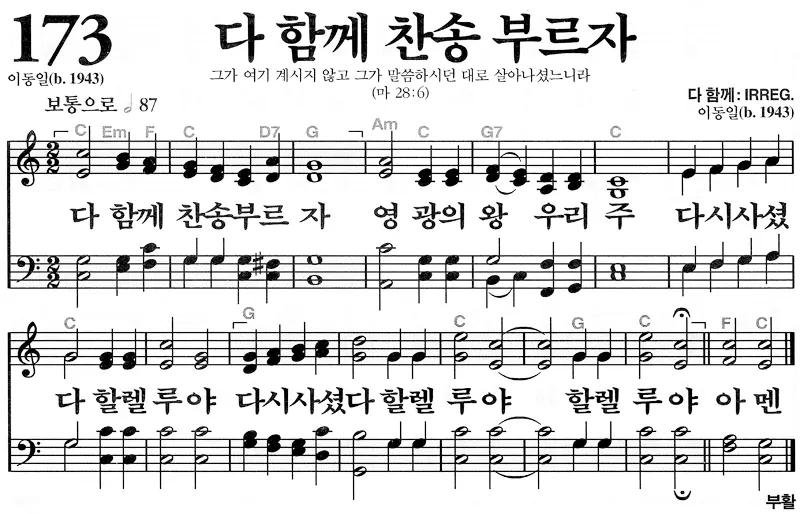 173 다 함께 찬송 부르자
이동일(b. 1943)
그가 여기 계시지 않고 그가 말씀하시던 대로 살아나셨느니라
(마 28:6)
보통으로 𝅗𝅥 87
다 함께: IRREG.
이동일(b. 1943)
C Em F C D7 G Am C G7 C
다 함께 찬송부르 자 영 광의 왕 우리 주 다시사셨
C G C G C F C
다 할렐 루야 다시사셨다 할렐 루야 할렐 루야 아멘
부활